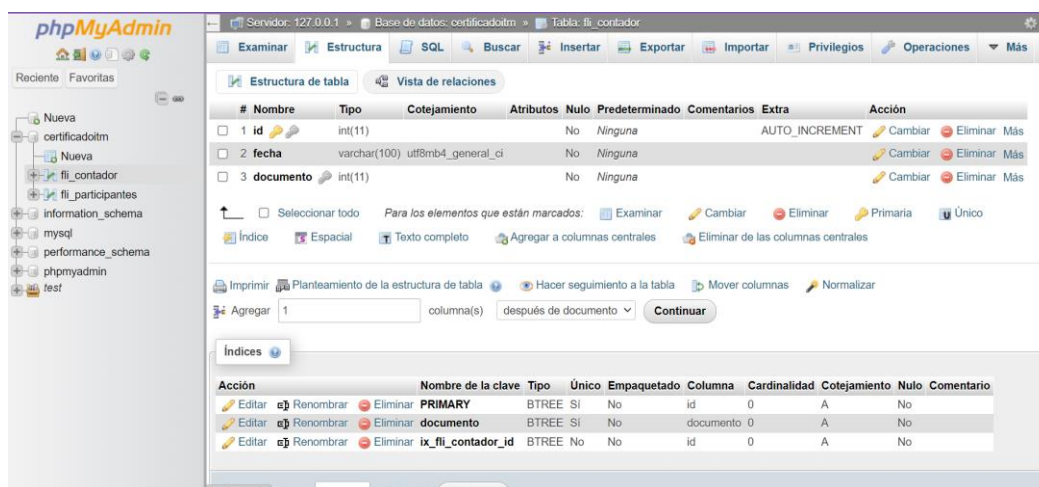 phpMyAdmin
Reciente Favoritas
Nueva
certificadoitm
Nueva
fli_contador
fli_participantes
information_schema
mysql
performance_schema
phpmyadmin
test
Servidor: 127.0.0.1 » Base de datos: certificadoitm » Tabla: fli_contador
Examinar Estructura SQL Buscar Insertar Exportar Importar Privilegios Operaciones Más
Estructura de tabla Vista de relaciones
# Nombre Tipo Cotejamiento Atributos Nulo Predeterminado Comentarios Extra Acción
1 id int(11) No Ninguna AUTO_INCREMENT Cambiar Eliminar Más
2 fecha varchar(100) utf8mb4_general_ci No Ninguna Cambiar Eliminar Más
3 documento int(11) No Ninguna Cambiar Eliminar Más
Seleccionar todo Para los elementos que están marcados: Examinar Cambiar Eliminar Primaria Único
Índice Espacial Texto completo Agregar a columnas centrales Eliminar de las columnas centrales
Imprimir Planteamiento de la estructura de tabla Hacer seguimiento a la tabla Mover columnas Normalizar
Agregar 1 columna(s) después de documento Continuar
Índices
Acción Nombre de la clave Tipo Único Empaquetado Columna Cardinalidad Cotejamiento Nulo Comentario
Editar Renombrar Eliminar PRIMARY BTREE Sí No id 0 A No
Editar Renombrar Eliminar documento BTREE Sí No documento 0 A No
Editar Renombrar Eliminar ix_fli_contador_id BTREE No No id 0 A No